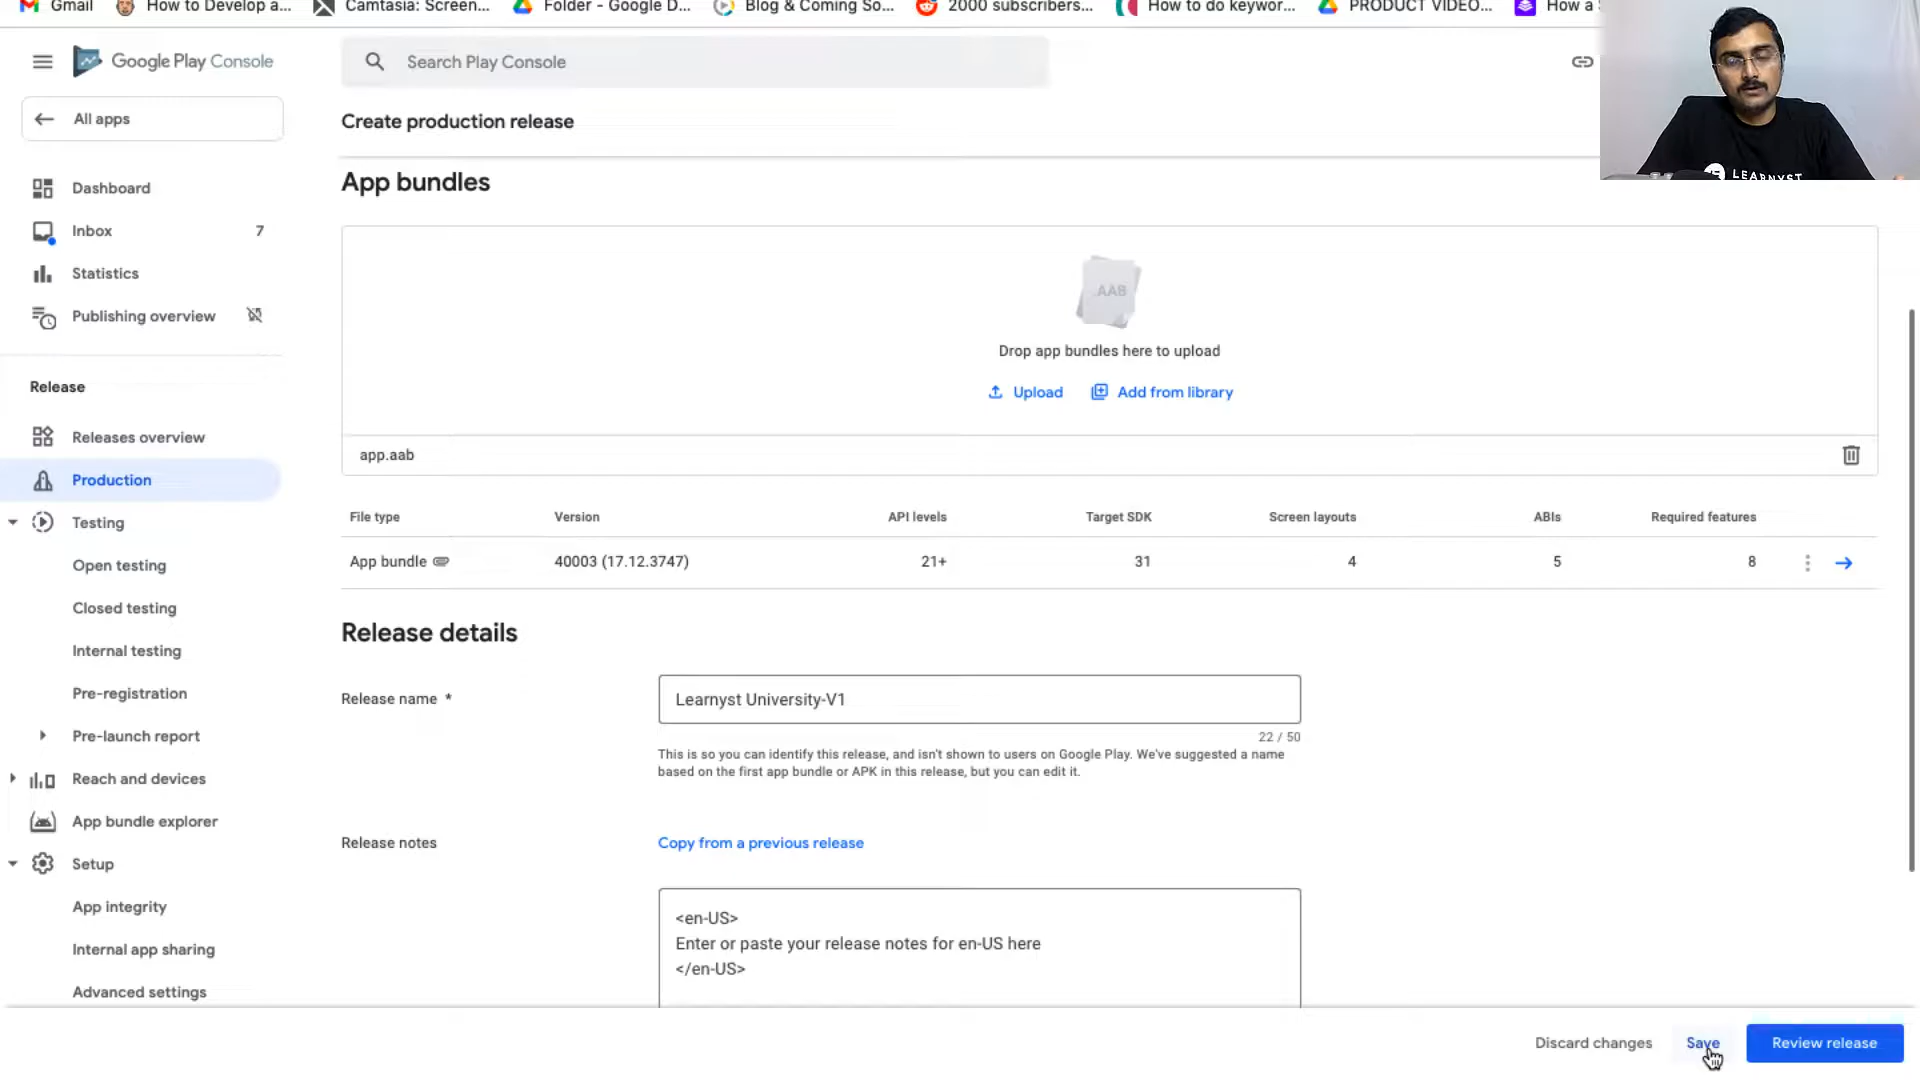 Gmail
How to Develop a...
Camtasia: Screen...
Folder - Google D...
Blog & Coming So...
2000 subscribers...
How to do keywor...
PRODUCT VIDEO...
How a
Google Play Console
Search Play Console
All apps
Create production release
LEARNYST
App bundles
Dashboard
Inbox 7
Statistics
Publishing overview
.AAB
Drop app bundles here to upload
Upload
Add from library
Release
Releases overview
app.aab
Production
Testing
File type Version API levels Target SDK Screen layouts ABIs Required features
App bundle 40003 (17.12.3747) 21+ 31 4 5 8
Open testing
Closed testing
Internal testing
Pre-registration
Pre-launch report
Reach and devices
App bundle explorer
Setup
App integrity
Internal app sharing
Advanced settings
Release details
Release name *
Learnyst University-V1
22 / 50
This is so you can identify this release, and isn't shown to users on Google Play. We've suggested a name
based on the first app bundle or APK in this release, but you can edit it.
Release notes
Copy from a previous release
<en-US>
Enter or paste your release notes for en-US here
</en-US>
Discard changes
Save
Review release